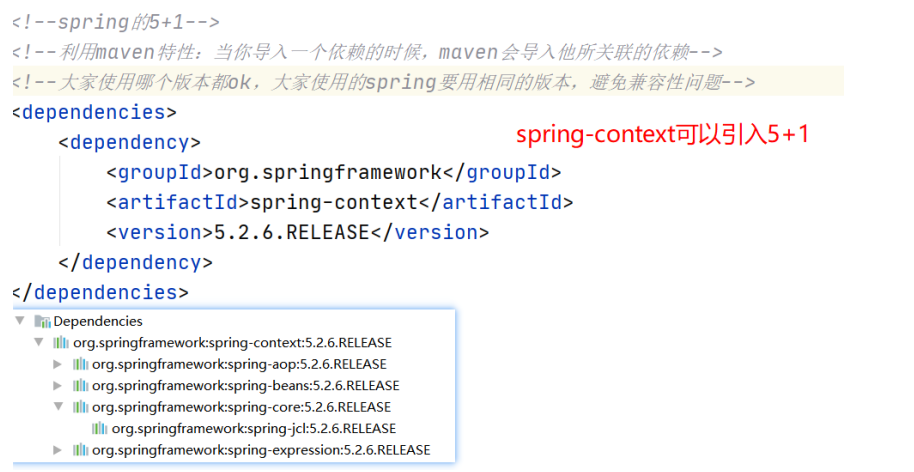 <!--spring的5+1-->
<!--利用maven特性：当你导入一个依赖的时候，maven会导入他所关联的依赖-->
<!--大家使用哪个版本都ok，大家使用的spring要用相同的版本，避免兼容性问题-->
<dependencies>
<dependency>
spring-context可以引入5+1
<groupId>org.springframework</groupId>
<artifactId>spring-context</artifactId>
<version>5.2.6.RELEASE</version>
</dependency>
</dependencies>
Dependencies
org.springframework:spring-context:5.2.6.RELEASE
org.springframework:spring-aop:5.2.6.RELEASE
org.springframework:spring-beans:5.2.6.RELEASE
org.springframework:spring-core:5.2.6.RELEASE
org.springframework:spring-jcl:5.2.6.RELEASE
org.springframework:spring-expression:5.2.6.RELEASE